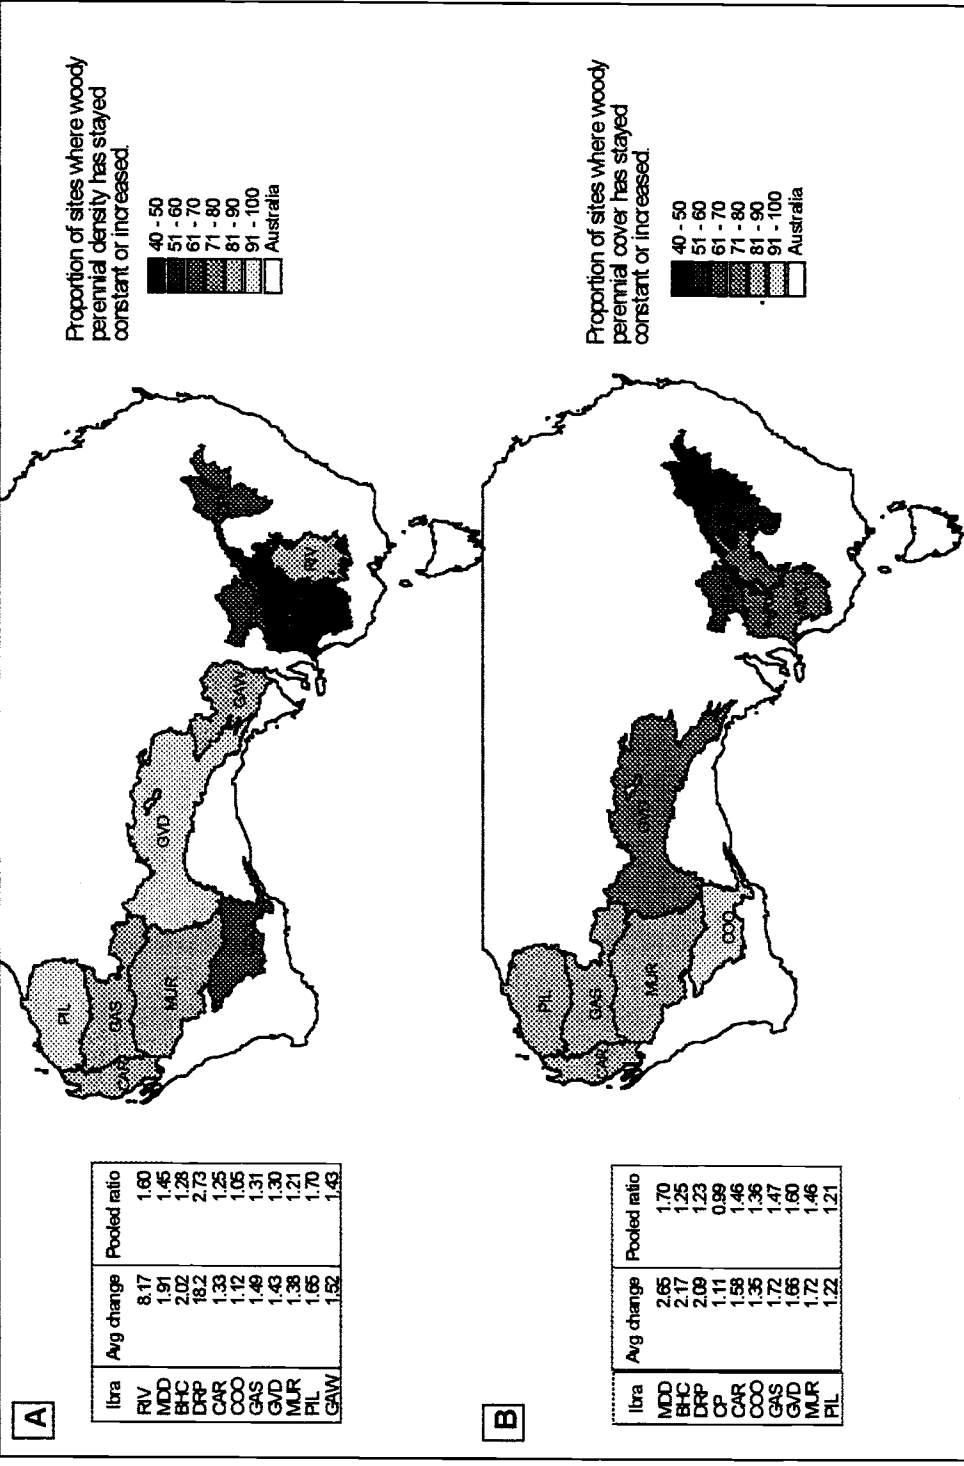 A
Ibra Avg change Pooled ratio
RIV 8.17 1.60
MDD 1.91 1.45
BHC 2.02 1.28
DRP 18.2 2.73
CAR 1.33 1.25
COO 1.12 1.05
GAS 1.49 1.31
GVD 1.43 1.30
MUR 1.38 1.21
PIL 1.65 1.70
GAW 1.52 1.43
PIL
GAS
CAR
MUR
GVD
GAW
RIV
Proportion of sites where woody
perennial density has stayed
constant or increased.
40 - 50
51 - 60
61 - 70
71 - 80
81 - 90
91 - 100
Australia
B
Ibra Avg change Pooled ratio
MDD 2.65 1.70
BHC 2.17 1.25
DRP 2.09 1.23
CP 1.11 0.99
CAR 1.58 1.46
COO 1.35 1.36
GAS 1.72 1.47
GVD 1.66 1.60
MUR 1.72 1.46
PIL 1.22 1.21
PIL
GAS
CAR
MUR
COO
GVD
Proportion of sites where woody
perennial cover has stayed
constant or increased.
40 - 50
51 - 60
61 - 70
71 - 80
81 - 90
91 - 100
Australia